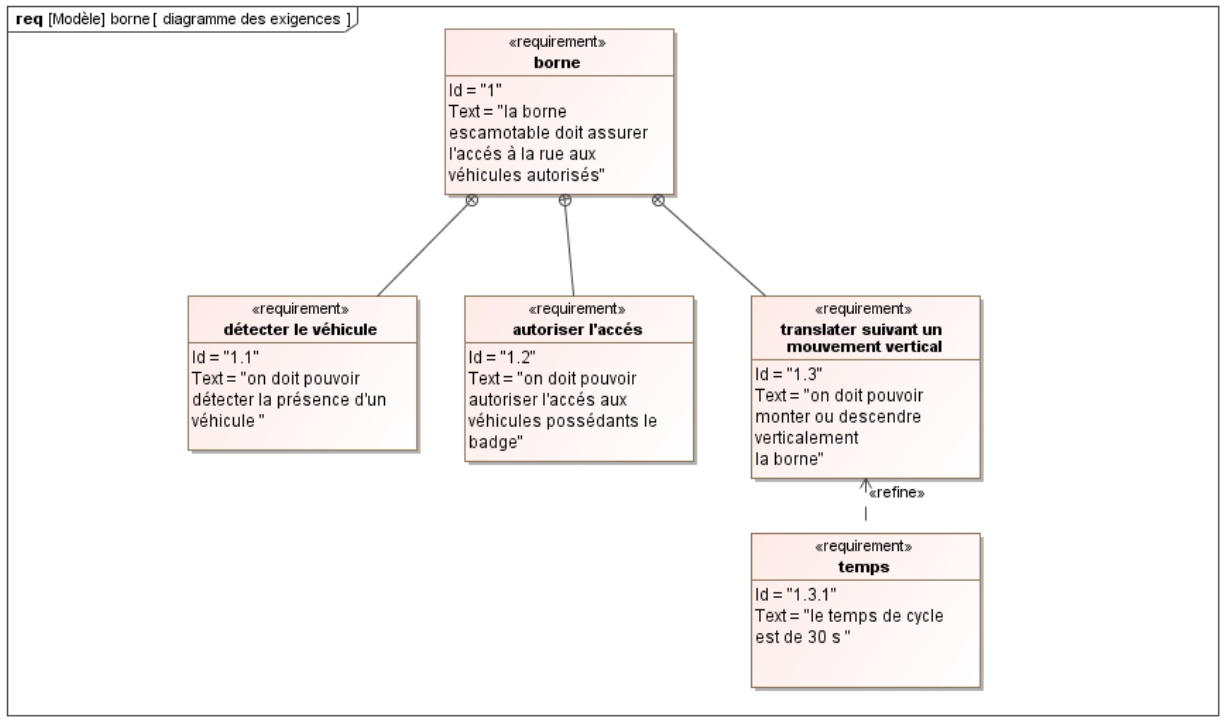 req [Modèle] borne [ diagramme des exigences ]
«requirement»
borne
Id = "1"
Text = "la borne
escamotable doit assurer
l'accés à la rue aux
véhicules autorisés"
«requirement»
détecter le véhicule
Id = "1.1"
Text = "on doit pouvoir
détecter la présence d'un
véhicule "
«requirement»
autoriser l'accés
Id = "1.2"
Text = "on doit pouvoir
autoriser l'accés aux
véhicules possédants le
badge"
«requirement»
translater suivant un
mouvement vertical
Id = "1.3"
Text = "on doit pouvoir
monter ou descendre
verticalement
la borne"
«refine»
«requirement»
temps
Id = "1.3.1"
Text = "le temps de cycle
est de 30 s "